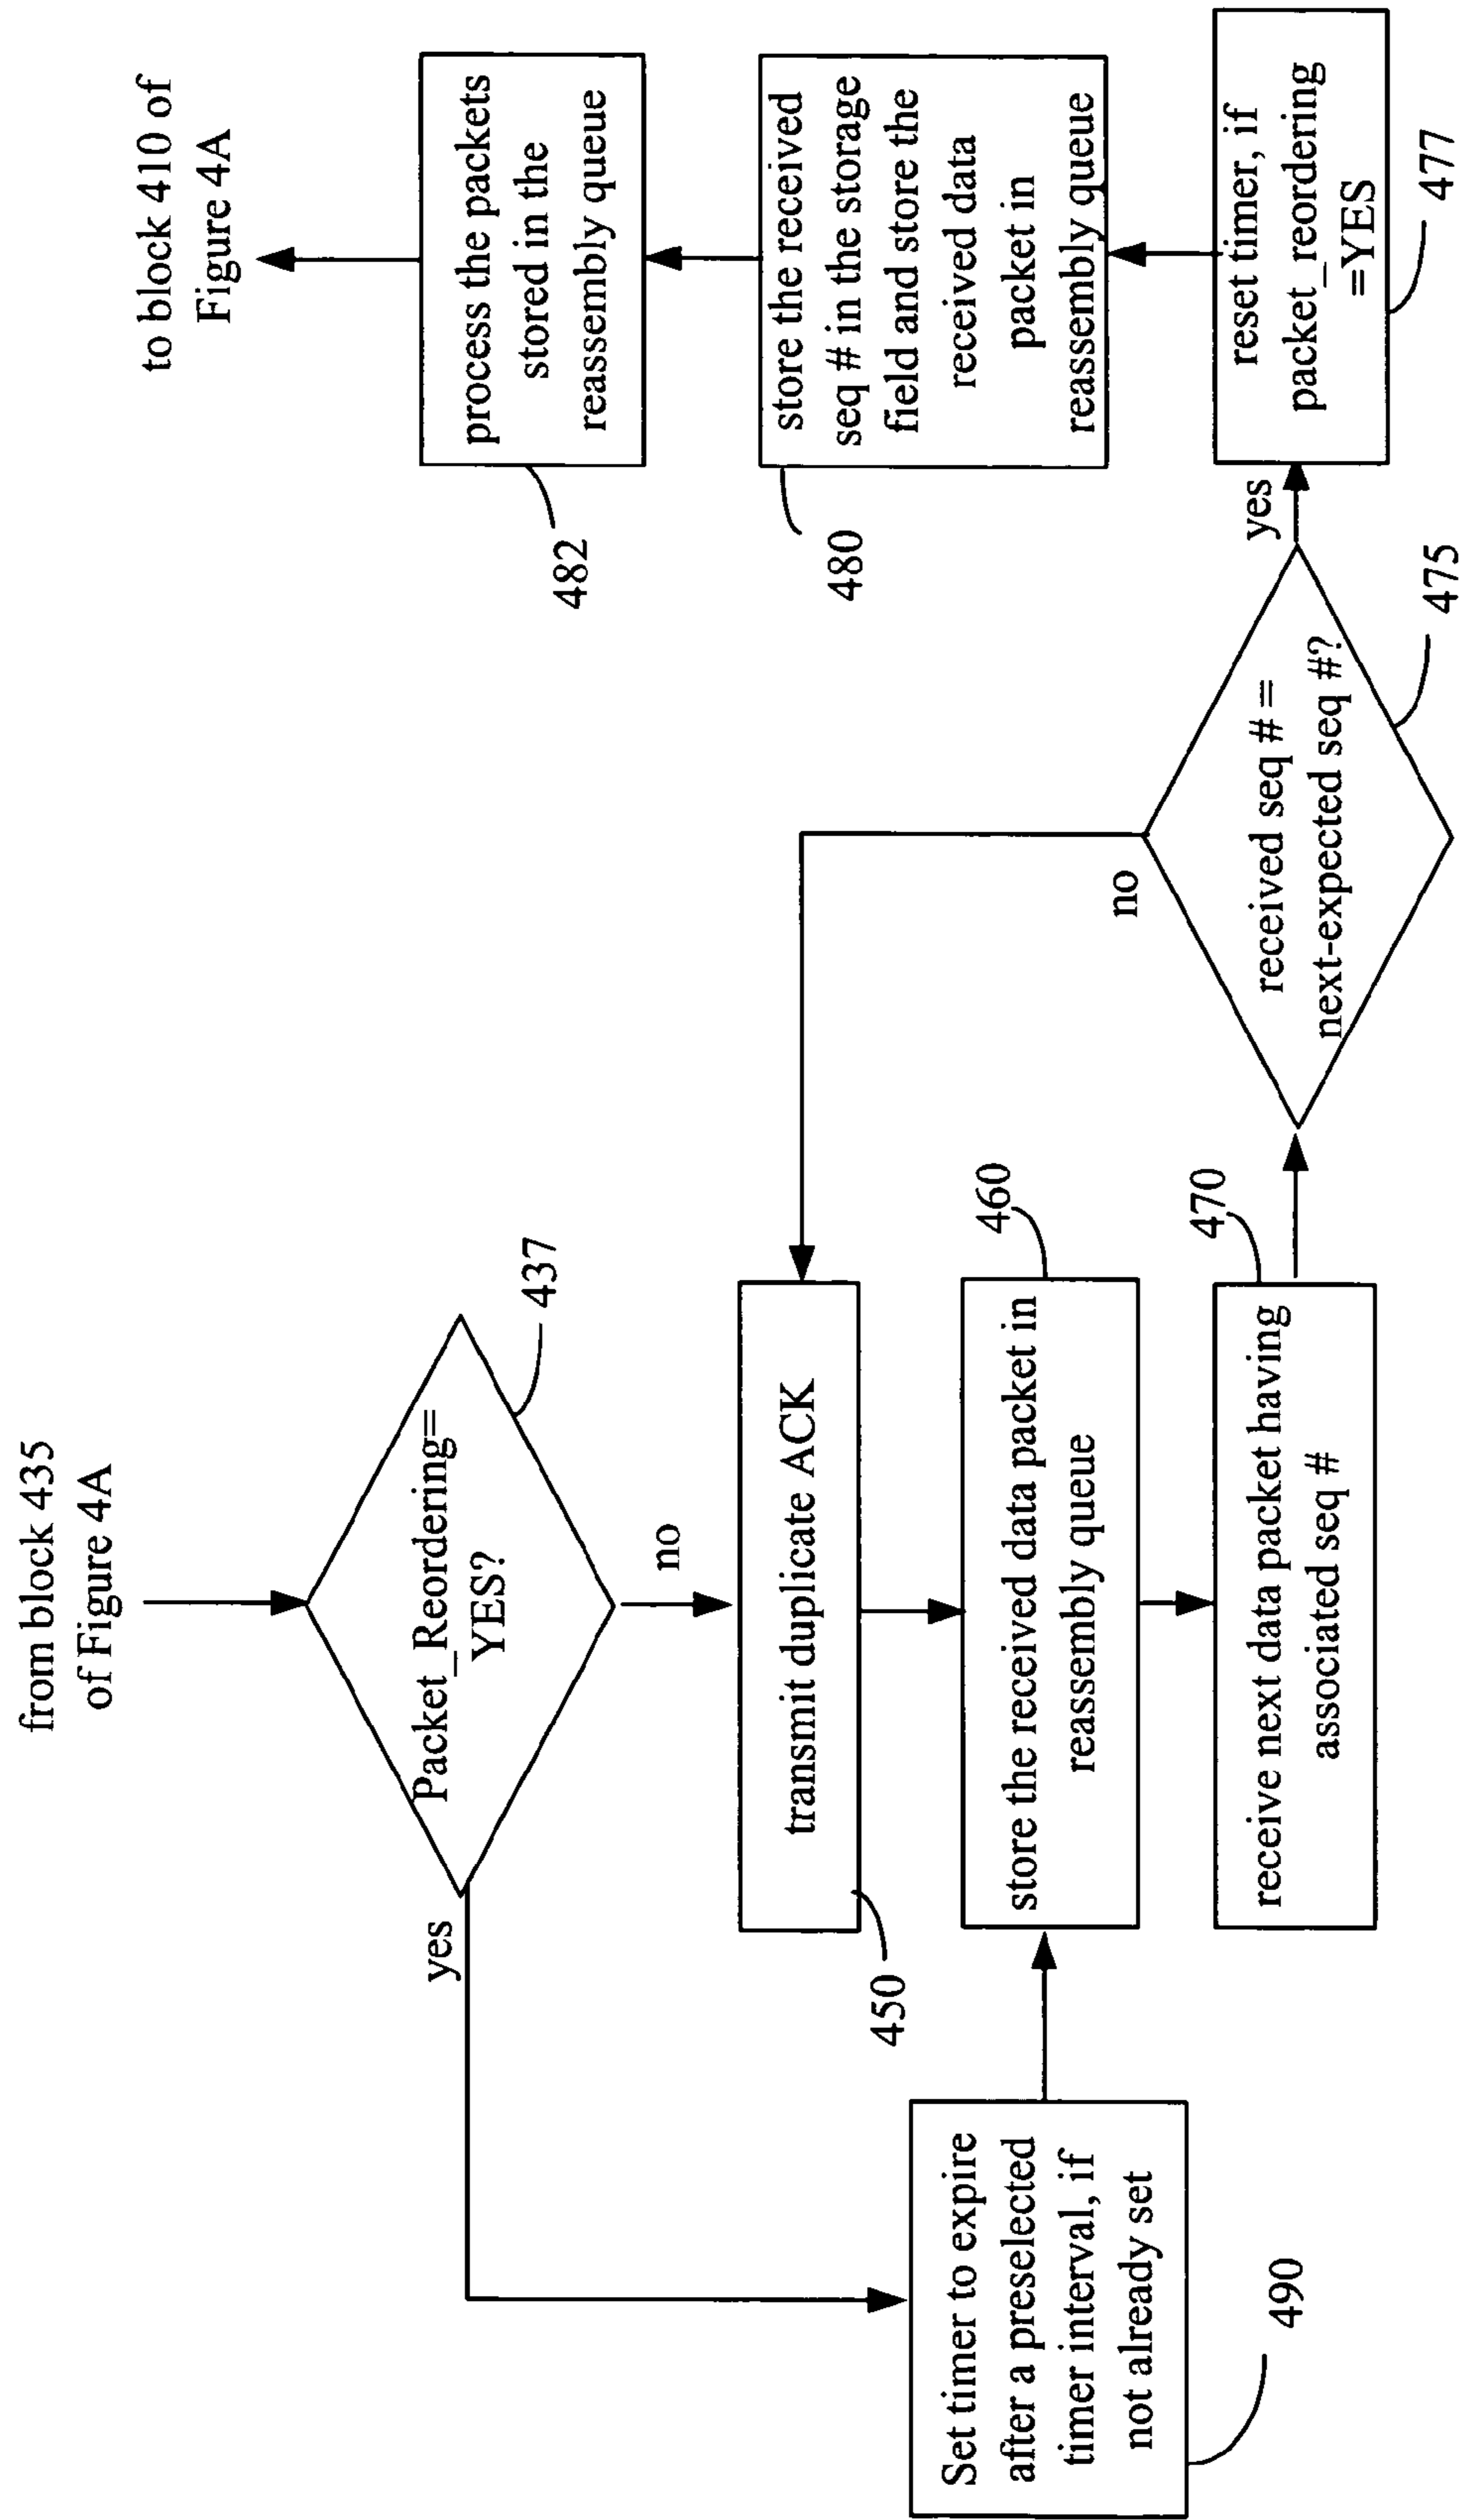 from block 435
of Figure 4A
Packet_Reordering=
YES?
437
yes
no
transmit duplicate ACK
450
Set timer to expire
after a preselected
timer interval, if
not already set
490
store the received data packet in
reassembly queue
460
receive next data packet having
associated seq #
470
received seq # =
next-expected seq #?
475
no
yes
reset timer, if
packet_reordering
=YES
477
store the received
seq # in the storage
field and store the
received data
packet in
reassembly queue
480
process the packets
stored in the
reassembly queue
482
to block 410 of
Figure 4A